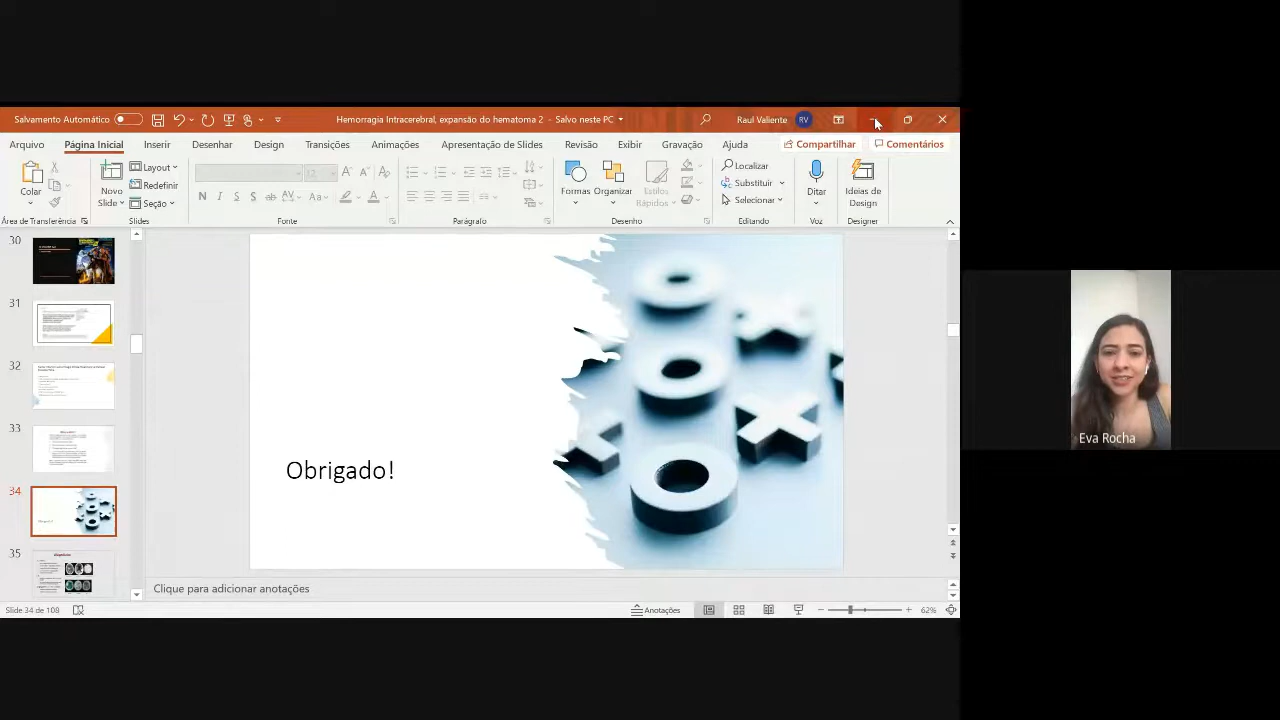 Salvamento Automático
Hemorragia Intracerebral, expansão do hematoma 2 - Salvo neste PC
Raul Valiente RV
Arquivo Página Inicial Inserir Desenhar Design Transições Animações Apresentação de Slides Revisão Exibir Gravação Ajuda Compartilhar Comentários
Colar
Novo
Slide
Layout
Redefinir
Seção
12
N I S S ab AV Aa A
Formas
Organizar
Estilos
Rápidos
Localizar
Substituir
Selecionar
Ditar
Ideias de
Design
Área de Transferência Slides Fonte Parágrafo Desenho Editando Voz Designer
30
31
32
33
34
35
Obrigado!
Eva Rocha
Clique para adicionar anotações
Slide 34 de 108
Anotações
62%